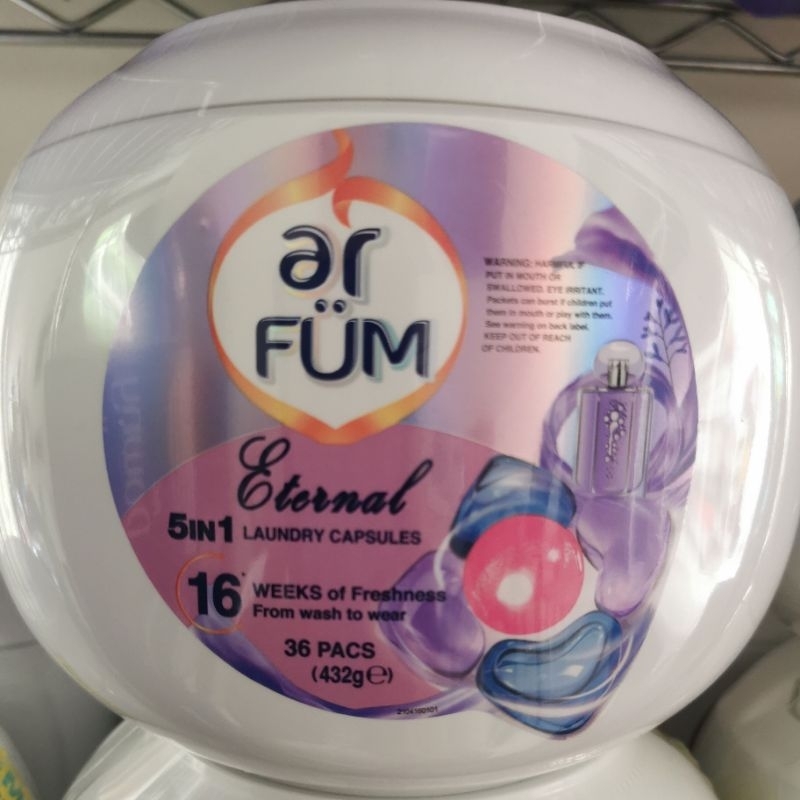 ar
FÜM
WARNING: HARMFUL IF
PUT IN MOUTH OR
SWALLOWED. EYE IRRITANT.
Packets can burst if children put
them in mouth or play with them.
See warning on back label.
KEEP OUT OF REACH
OF CHILDREN.
Eternal
5IN1 LAUNDRY CAPSULES
16* WEEKS of Freshness
From wash to wear
36 PACS
(432g℮)
2104160101